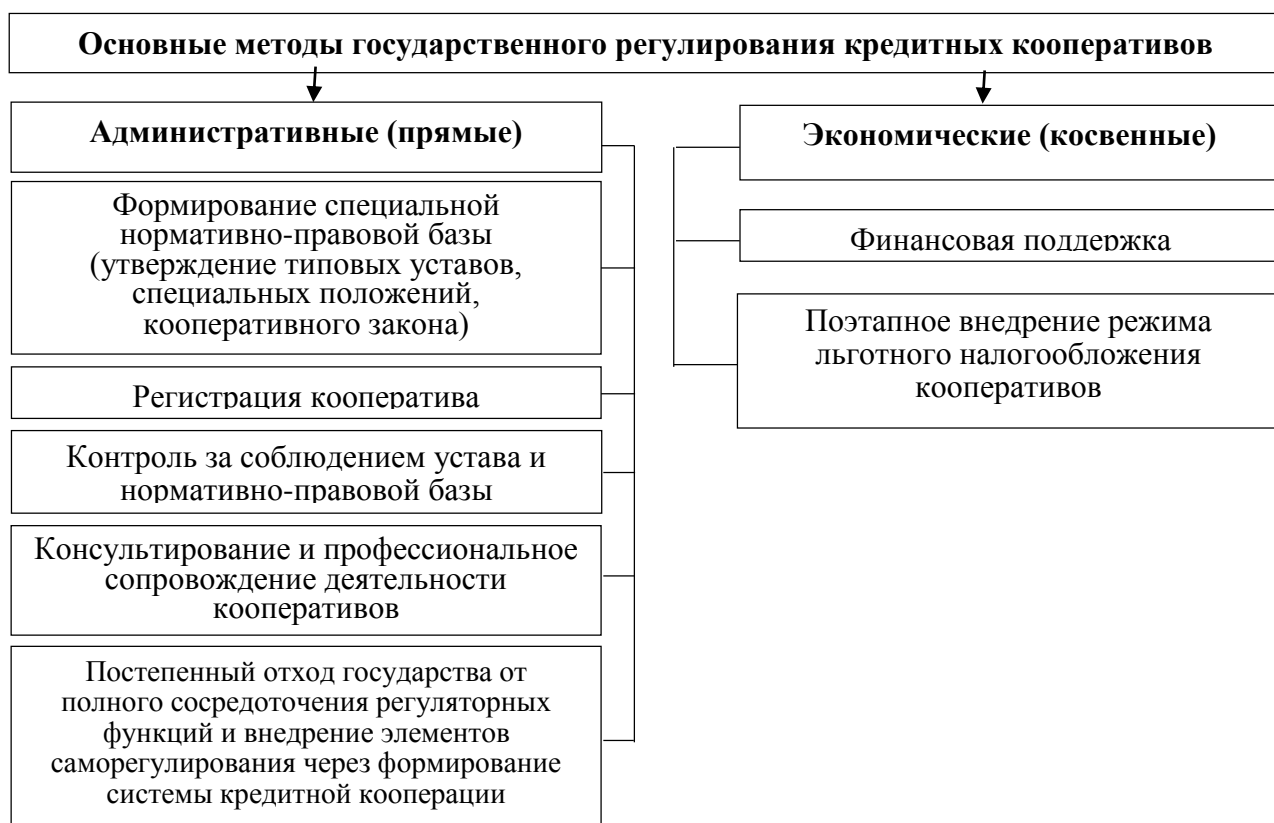 Основные методы государственного регулирования кредитных кооперативов
Административные (прямые)
Формирование специальной
нормативно-правовой базы
(утверждение типовых уставов,
специальных положений,
кооперативного закона)
Регистрация кооператива
Контроль за соблюдением устава и
нормативно-правовой базы
Консультирование и профессиональное
сопровождение деятельности
кооперативов
Постепенный отход государства от
полного сосредоточения регуляторных
функций и внедрение элементов
саморегулирования через формирование
системы кредитной кооперации
Экономические (косвенные)
Финансовая поддержка
Поэтапное внедрение режима
льготного налогообложения
кооперативов